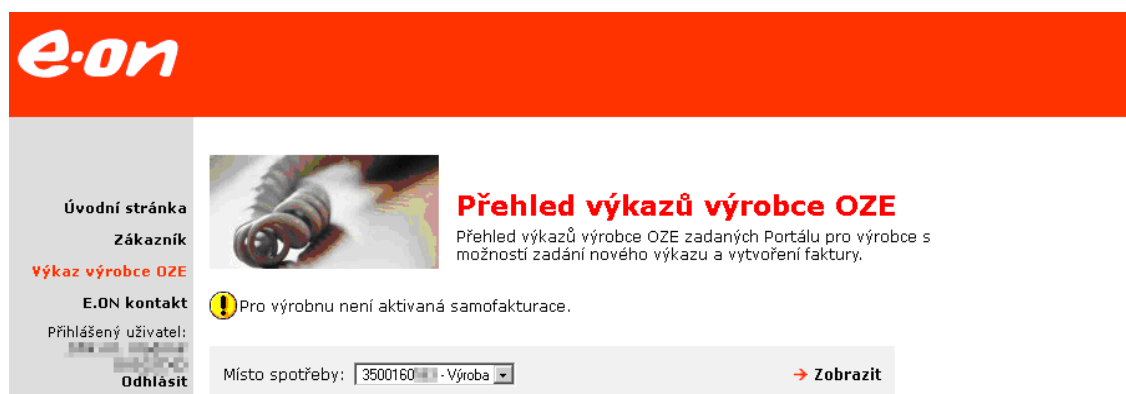 e·on
Úvodní stránka
Zákazník
Výkaz výrobce OZE
E.ON kontakt
Přihlášený uživatel:
Odhlásit
Přehled výkazů výrobce OZE
Přehled výkazů výrobce OZE zadaných Portálu pro výrobce s
možností zadání nového výkazu a vytvoření faktury.
Pro výrobnu není aktivaná samofakturace.
Místo spotřeby: 3500160 - Výroba
→ Zobrazit